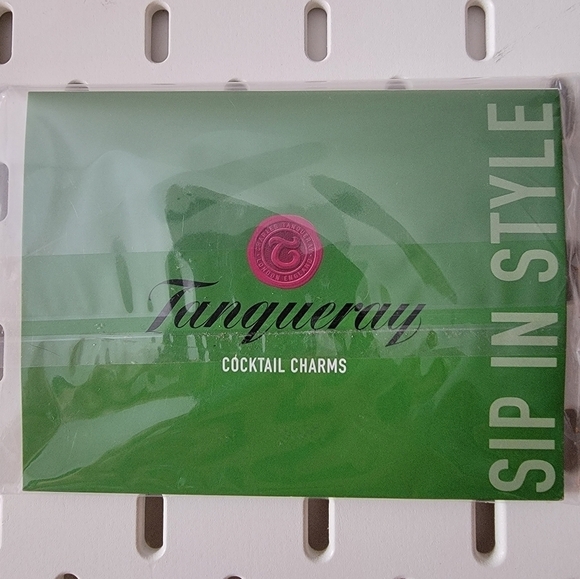 Tanqueray
COCKTAIL CHARMS
SIP IN STYLE